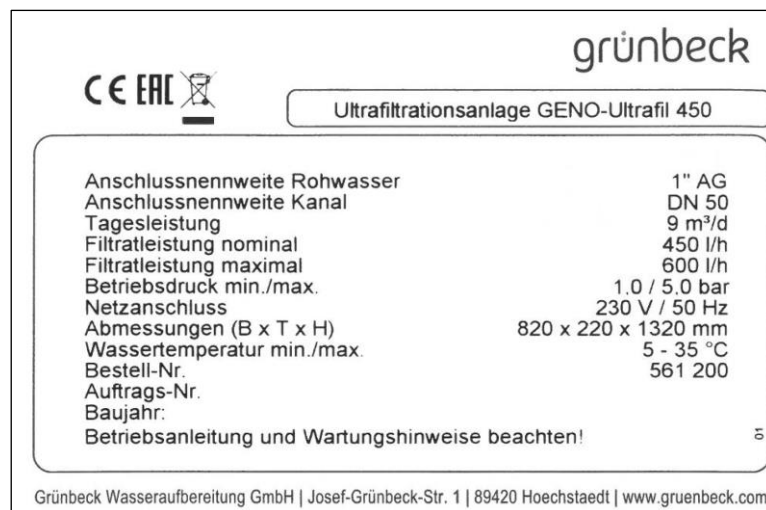 grünbeck
CE EAC
Ultrafiltrationsanlage GENO-Ultrafil 450
Anschlussnennweite Rohwasser 1" AG
Anschlussnennweite Kanal DN 50
Tagesleistung 9 m³/d
Filtratleistung nominal 450 l/h
Filtratleistung maximal 600 l/h
Betriebsdruck min./max. 1.0 / 5.0 bar
Netzanschluss 230 V / 50 Hz
Abmessungen (B x T x H) 820 x 220 x 1320 mm
Wassertemperatur min./max. 5 - 35 °C
Bestell-Nr. 561 200
Auftrags-Nr.
Baujahr:
Betriebsanleitung und Wartungshinweise beachten! 01
Grünbeck Wasseraufbereitung GmbH | Josef-Grünbeck-Str. 1 | 89420 Hoechstaedt | www.gruenbeck.com